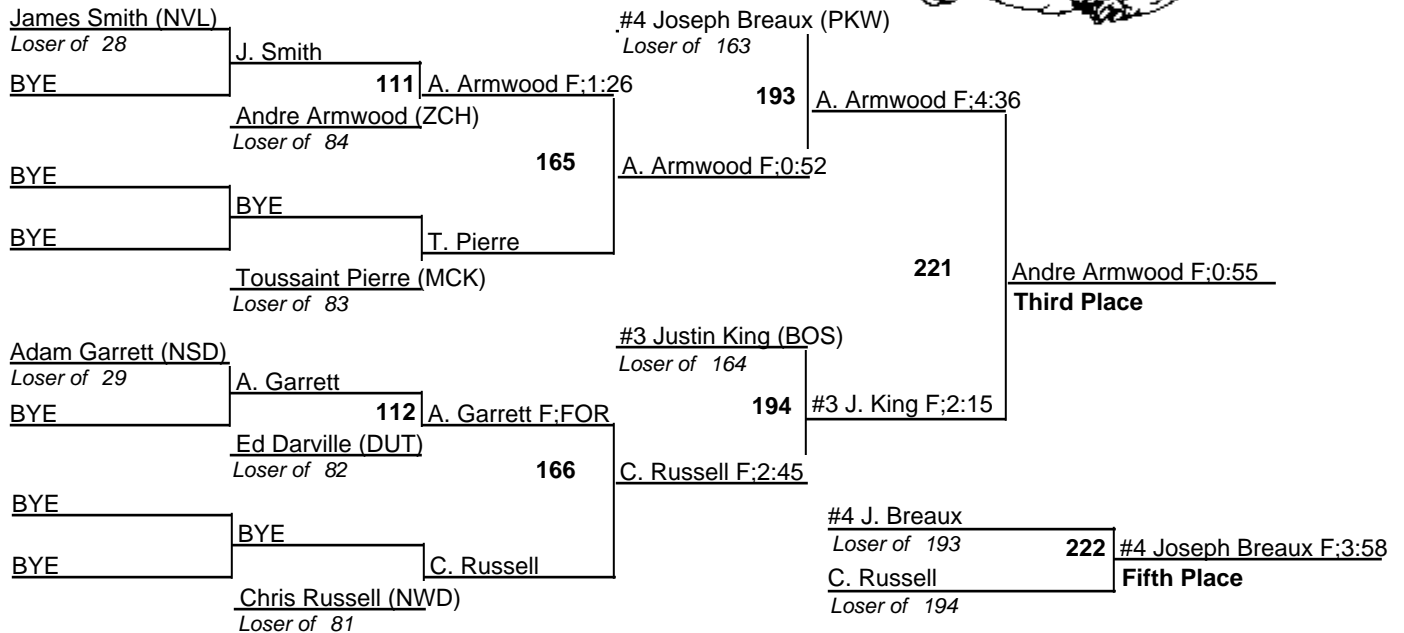 James Smith (NVL)
Loser of 28
J. Smith
BYE
111
A. Armwood F;1:26
Andre Armwood (ZCH)
Loser of 84
165
BYE
BYE
BYE
T. Pierre
Toussaint Pierre (MCK)
Loser of 83
#4 Joseph Breaux (PKW)
Loser of 163
193
A. Armwood F;4:36
A. Armwood F;0:52
221
Andre Armwood F;0:55
Third Place
Adam Garrett (NSD)
Loser of 29
A. Garrett
BYE
112
A. Garrett F;FOR
Ed Darville (DUT)
Loser of 82
166
BYE
BYE
BYE
C. Russell
Chris Russell (NWD)
Loser of 81
#3 Justin King (BOS)
Loser of 164
194
#3 J. King F;2:15
C. Russell F;2:45
#4 J. Breaux
Loser of 193
222
#4 Joseph Breaux F;3:58
C. Russell
Fifth Place
Loser of 194